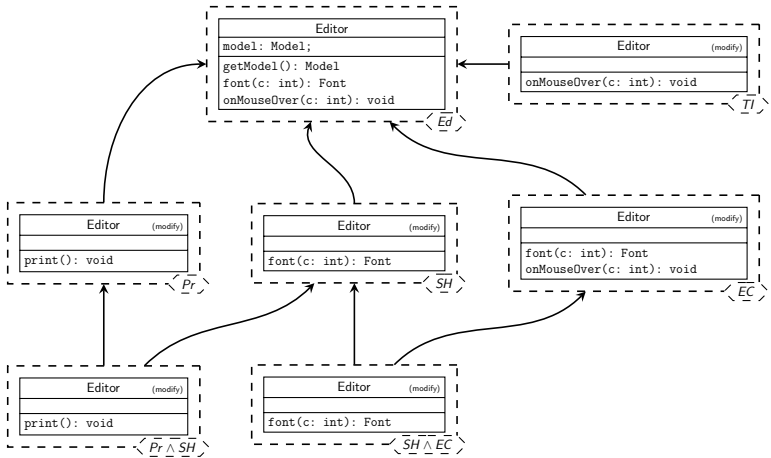 Editor
model: Model;
getModel(): Model
font(c: int): Font
onMouseOver(c: int): void
Ed
Editor (modify)
onMouseOver(c: int): void
TI
Editor (modify)
print(): void
Pr
Editor (modify)
font(c: int): Font
SH
Editor (modify)
font(c: int): Font
onMouseOver(c: int): void
EC
Editor (modify)
print(): void
Pr ∧ SH
Editor (modify)
font(c: int): Font
SH ∧ EC